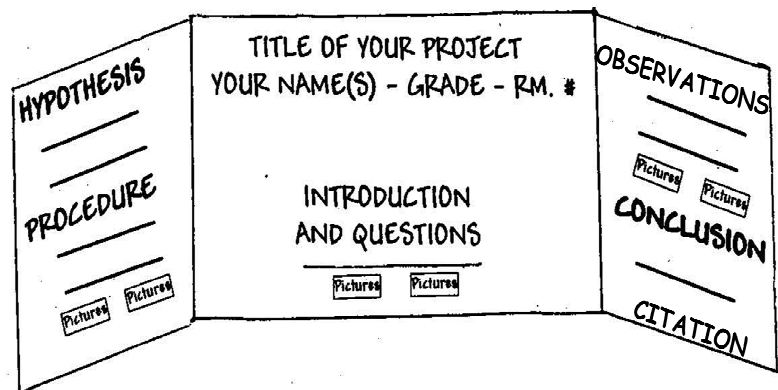 HYPOTHESIS
PROCEDURE
Pictures
Pictures
TITLE OF YOUR PROJECT
YOUR NAME(S) - GRADE - RM. #
INTRODUCTION
AND QUESTIONS
Pictures
Pictures
OBSERVATIONS
Pictures
Pictures
CONCLUSION
CITATION